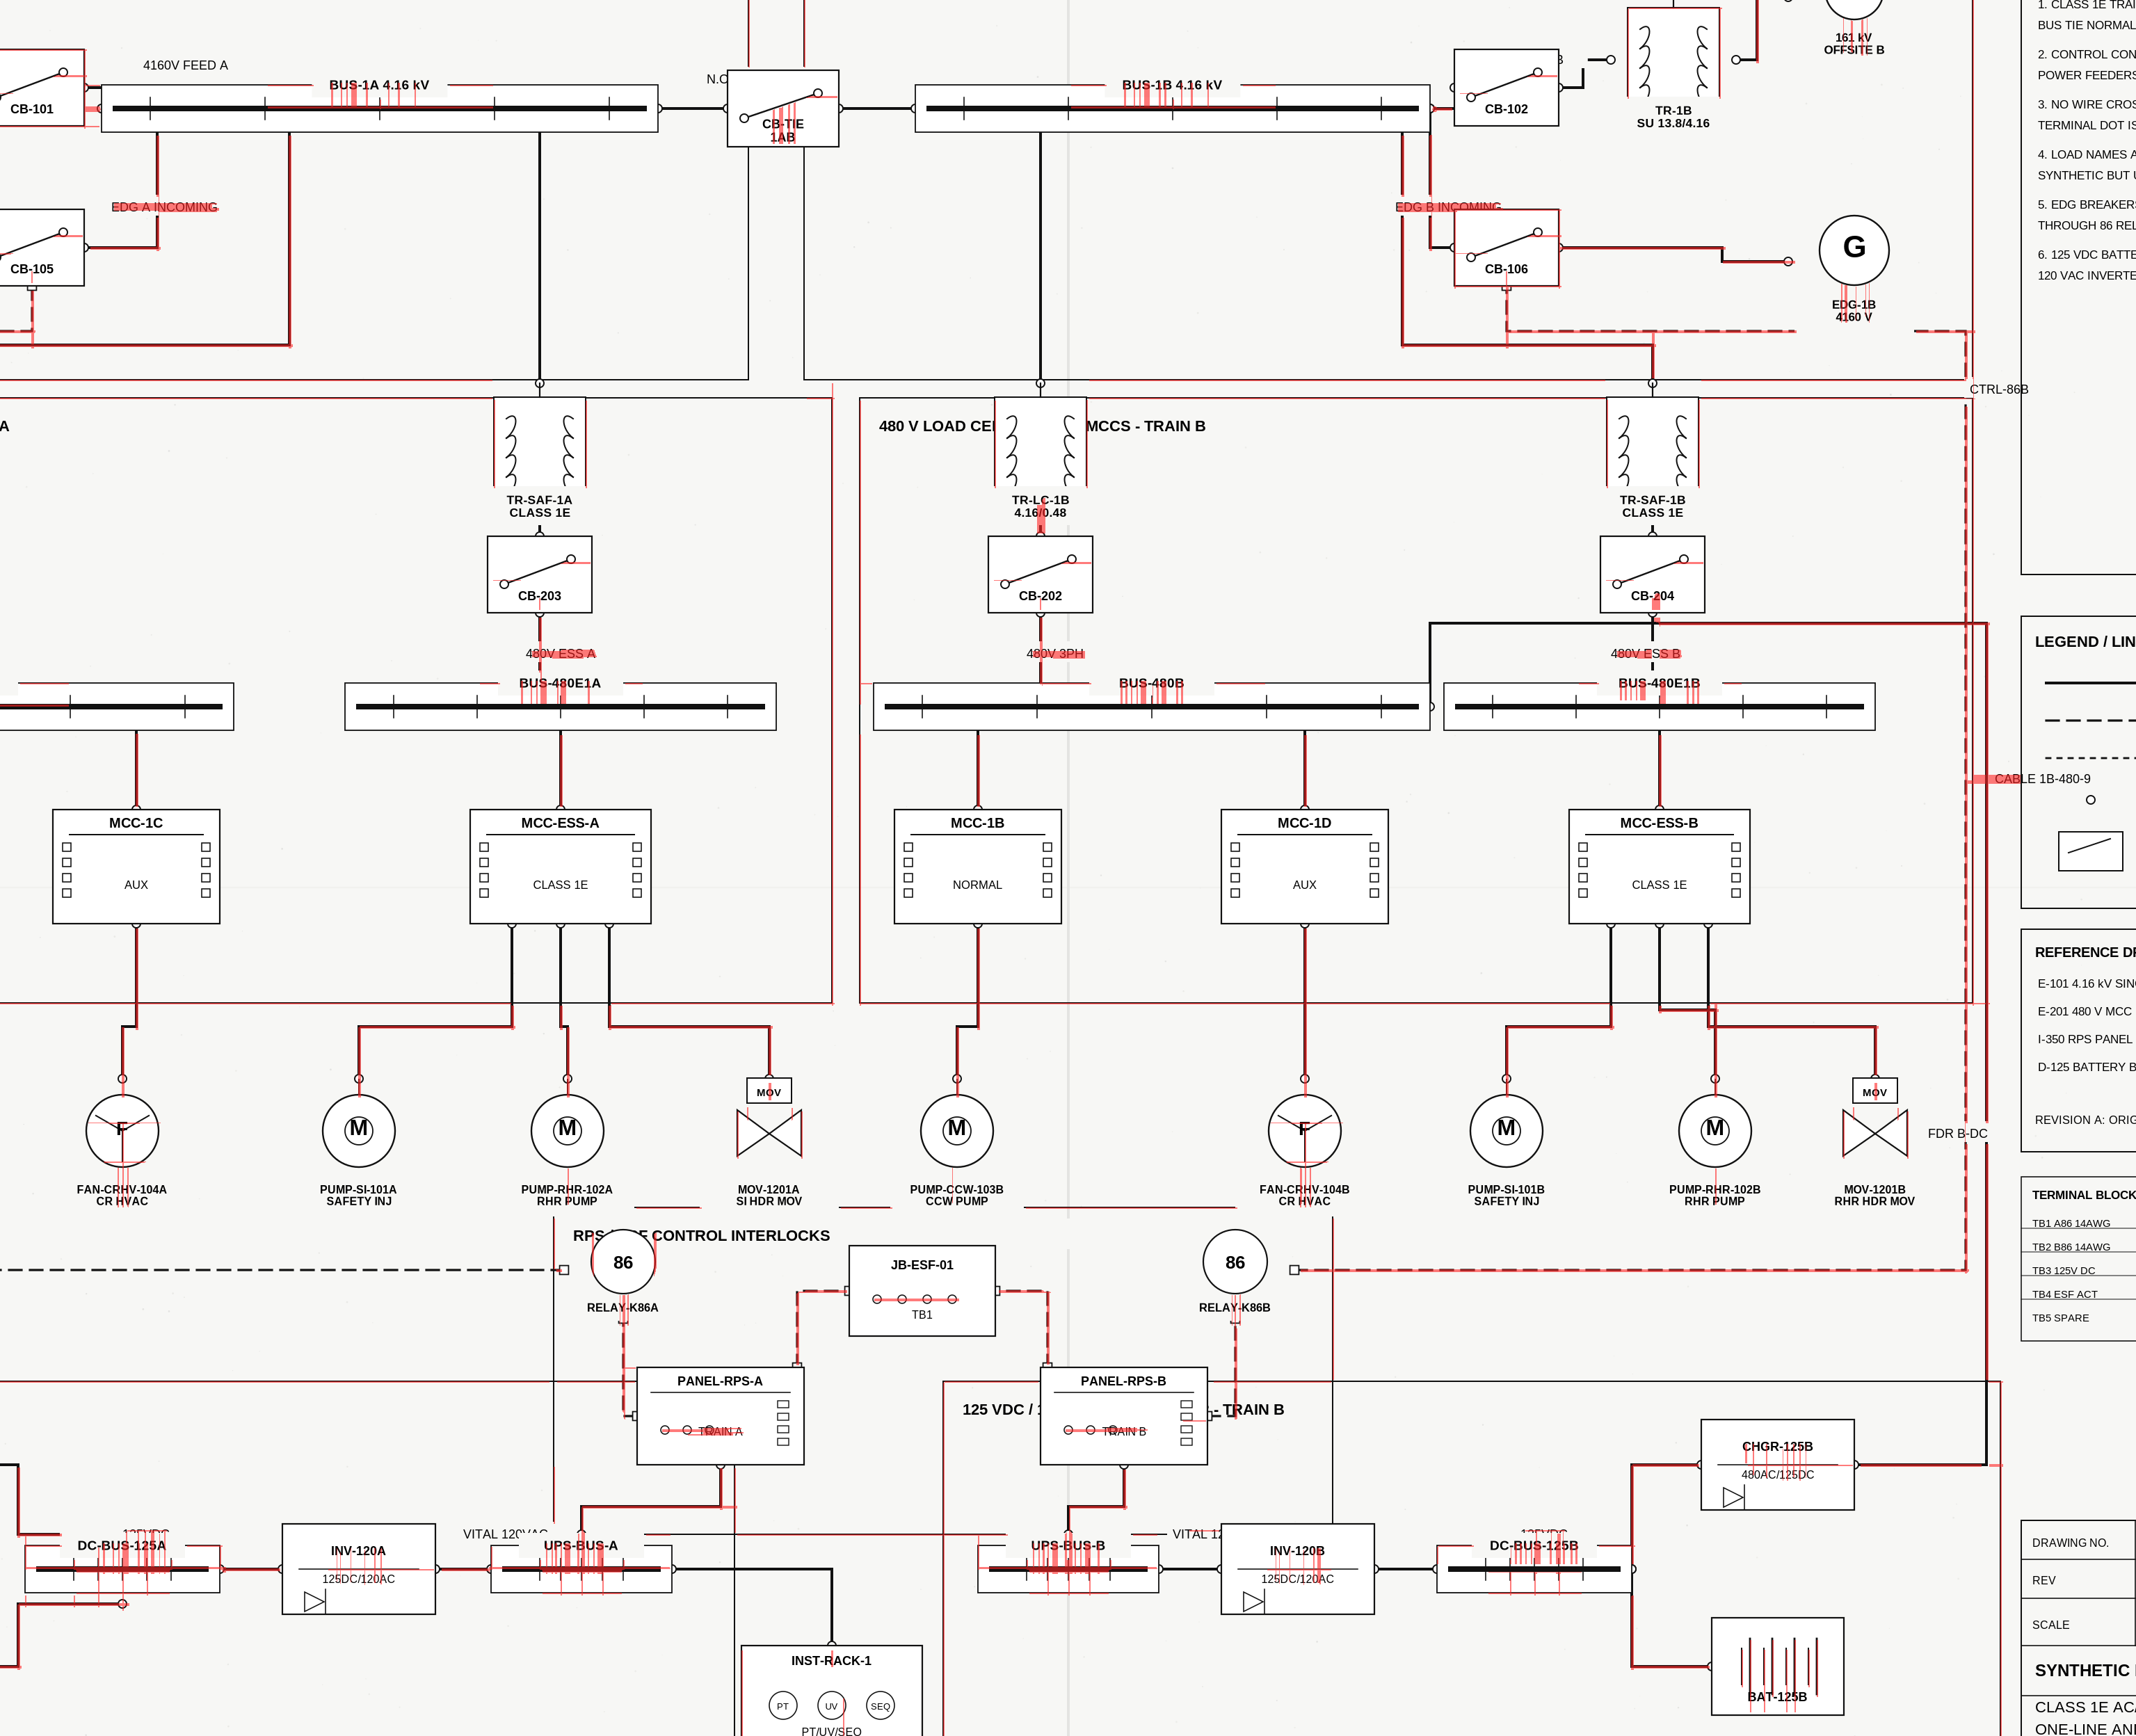 1. CLASS 1E TRAI
BUS TIE NORMAL
2. CONTROL CON
POWER FEEDERS
3. NO WIRE CROS
TERMINAL DOT IS
4. LOAD NAMES A
SYNTHETIC BUT U
5. EDG BREAKERS
THROUGH 86 REL
6. 125 VDC BATTE
120 VAC INVERTE
161 kV
OFFSITE B
4160V FEED A
CB-101
BUS-1A 4.16 kV
N.O
CB-TIE
1AB
BUS-1B 4.16 kV
CB-102
TR-1B
SU 13.8/4.16
EDG A INCOMING
EDG B INCOMING
CB-105
CB-106
G
EDG-1B
4160 V
CTRL-86B
A
480 V LOAD CE
MCCS - TRAIN B
TR-SAF-1A
CLASS 1E
TR-LC-1B
4.16/0.48
TR-SAF-1B
CLASS 1E
CB-203
CB-202
CB-204
480V ESS A
480V 3PH
480V ESS B
BUS-480E1A
BUS-480B
BUS-480E1B
LEGEND / LIN
CABLE 1B-480-9
MCC-1C
AUX
MCC-ESS-A
CLASS 1E
MCC-1B
NORMAL
MCC-1D
AUX
MCC-ESS-B
CLASS 1E
REFERENCE DR
E-101 4.16 kV SING
E-201 480 V MCC
I-350 RPS PANEL
D-125 BATTERY B
REVISION A: ORIG
MOV
MOV
F
M
M
M
F
M
M
FDR B-DC
FAN-CRHV-104A
CR HVAC
PUMP-SI-101A
SAFETY INJ
PUMP-RHR-102A
RHR PUMP
MOV-1201A
SI HDR MOV
PUMP-CCW-103B
CCW PUMP
FAN-CRHV-104B
CR HVAC
PUMP-SI-101B
SAFETY INJ
PUMP-RHR-102B
RHR PUMP
MOV-1201B
RHR HDR MOV
TERMINAL BLOCK
TB1 A86 14AWG
TB2 B86 14AWG
TB3 125V DC
TB4 ESF ACT
TB5 SPARE
RPS
CONTROL INTERLOCKS
86
RELAY-K86A
JB-ESF-01
TB1
86
RELAY-K86B
PANEL-RPS-A
TRAIN A
PANEL-RPS-B
TRAIN B
125 VDC / 1
- TRAIN B
CHGR-125B
480AC/125DC
125VDC
DC-BUS-125A
INV-120A
125DC/120AC
VITAL 120VAC
UPS-BUS-A
UPS-BUS-B
VITAL 12
INV-120B
125DC/120AC
125VDC
DC-BUS-125B
DRAWING NO.
REV
SCALE
INST-RACK-1
PT
UV
SEQ
PT/UV/SEQ
BAT-125B
SYNTHETIC
CLASS 1E AC/
ONE-LINE AND